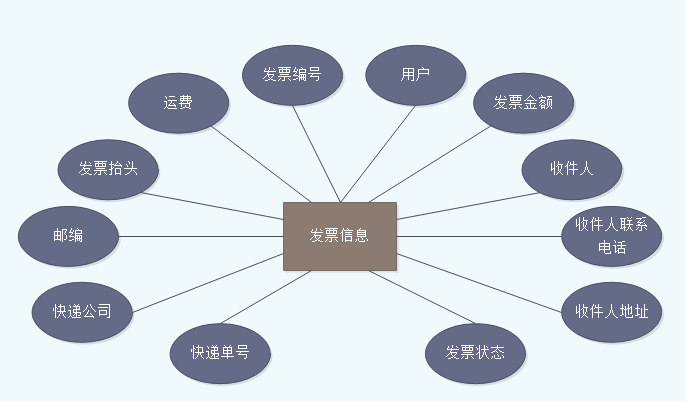 发票编号
用户
运费
发票金额
发票抬头
收件人
邮编
发票信息
收件人联系
电话
快递公司
收件人地址
快递单号
发票状态